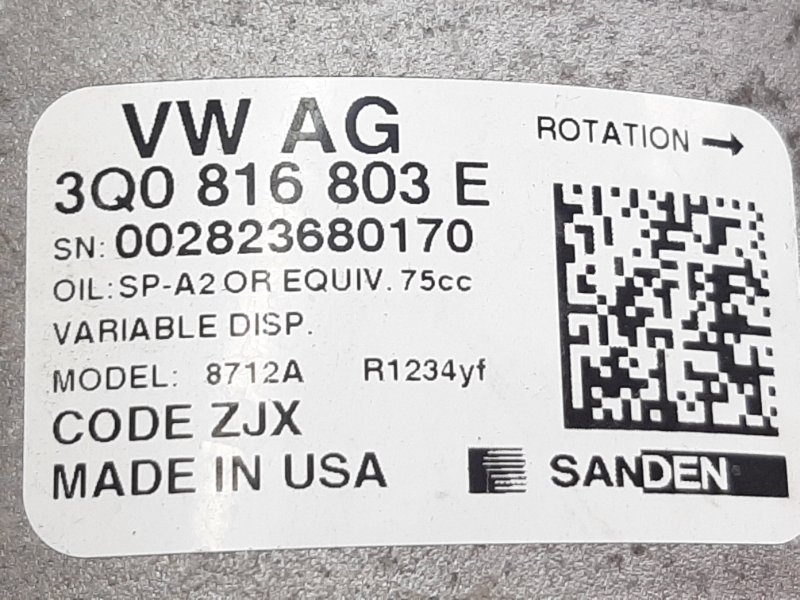 VW AG
ROTATION →
3Q0 816 803 E
SN: 002823680170
OIL: SP-A2 OR EQUIV. 75cc
VARIABLE DISP.
MODEL: 8712A R1234yf
CODE ZJX
MADE IN USA
SANDEN